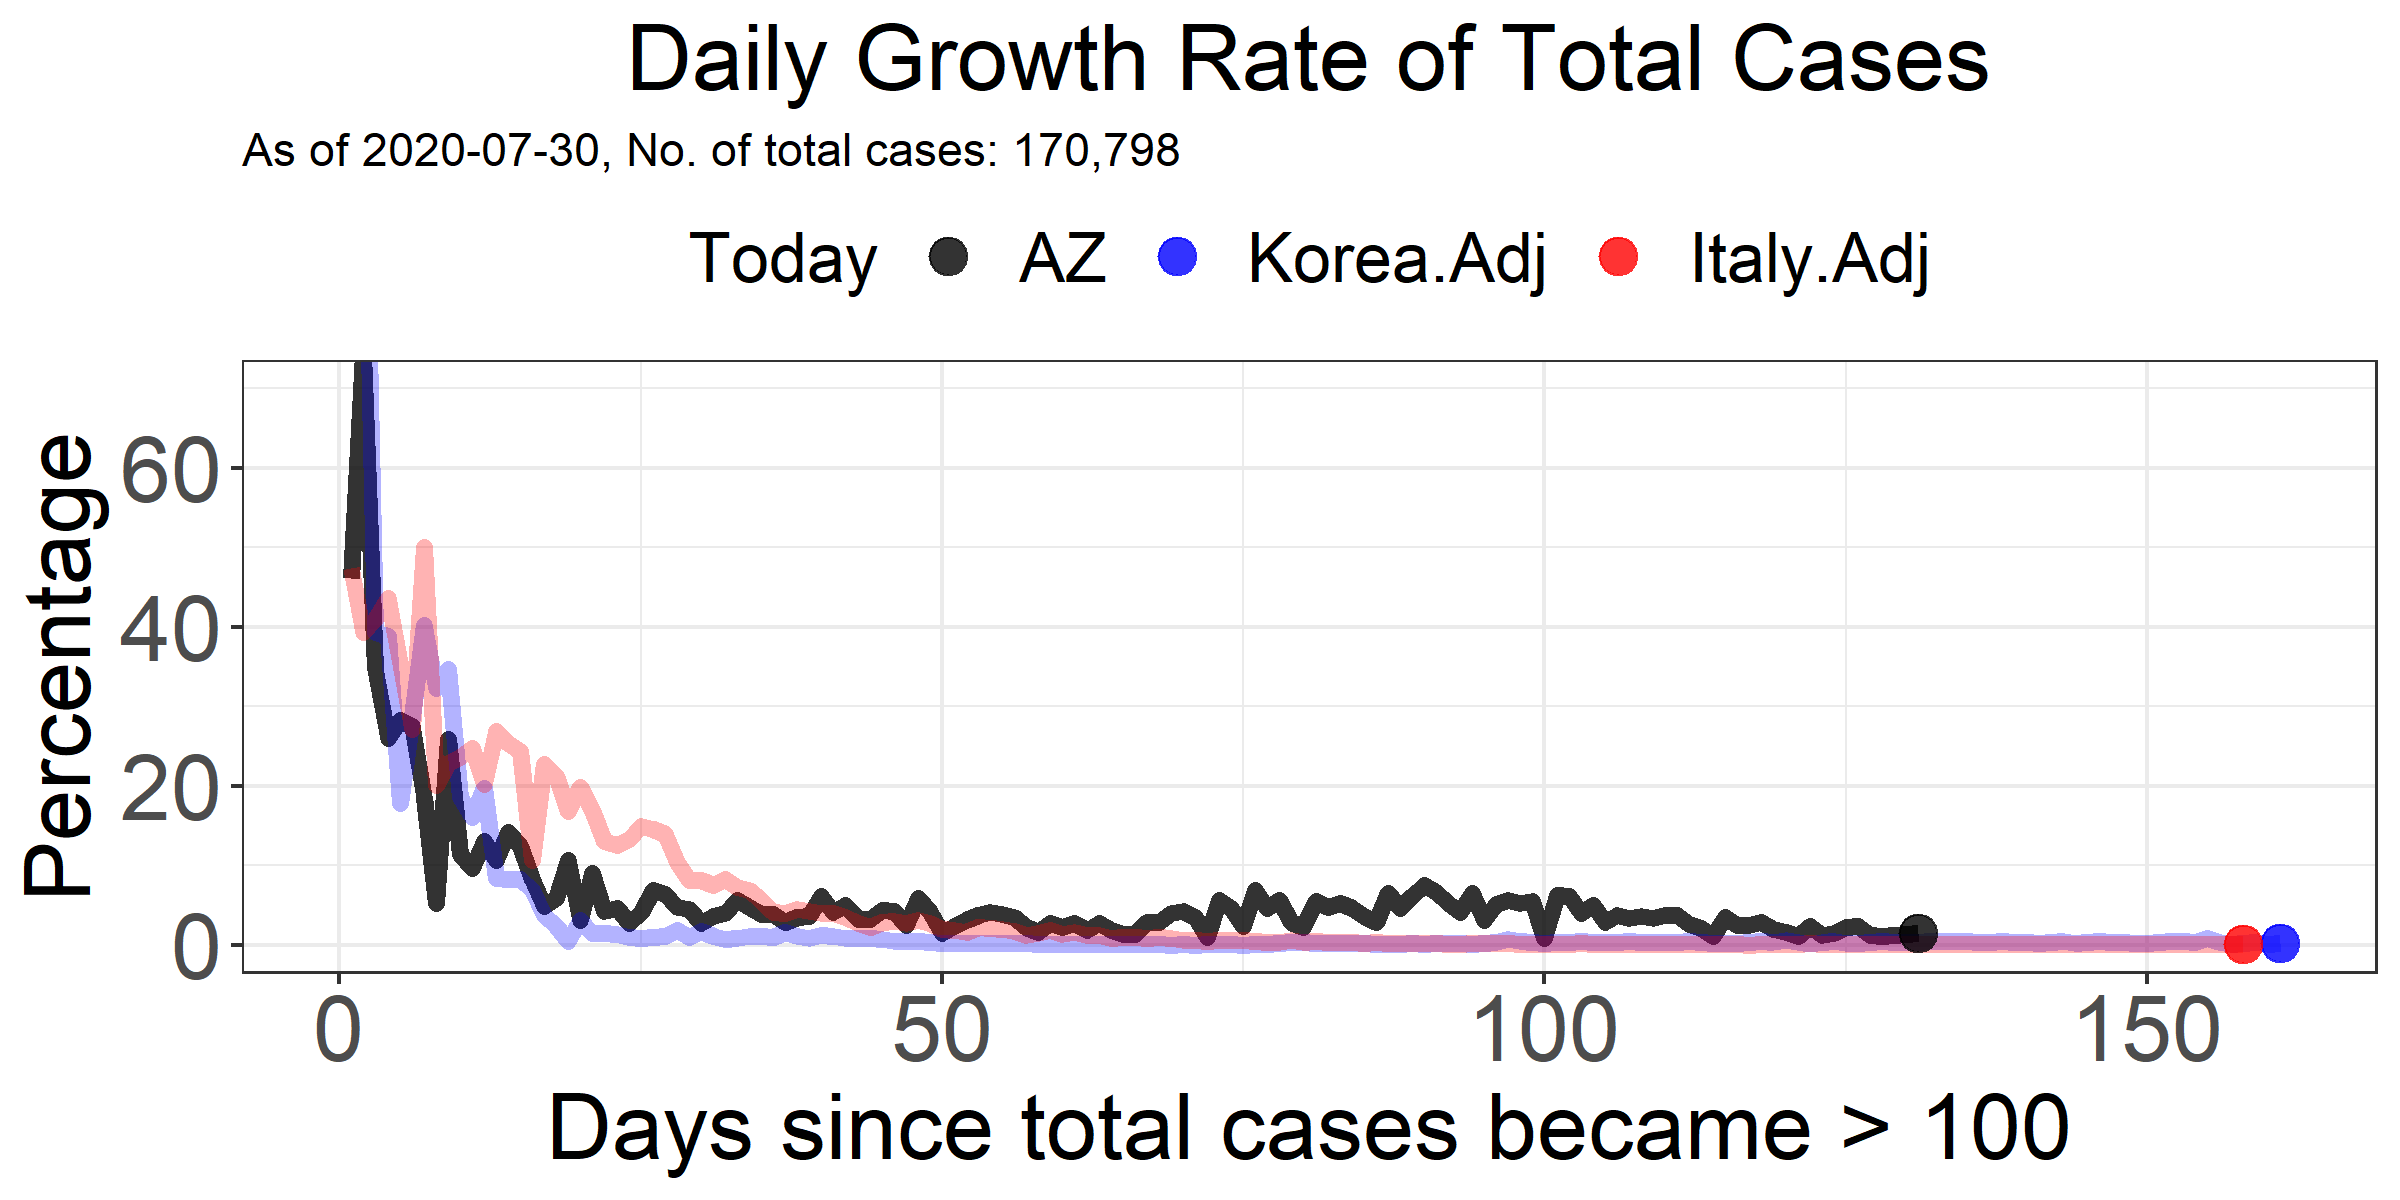 Daily Growth Rate of Total Cases
As of 2020-07-30, No. of total cases: 170,798
Today AZ Korea.Adj Italy.Adj
Percentage
60
40
20
0
0 50 100 150
Days since total cases became > 100